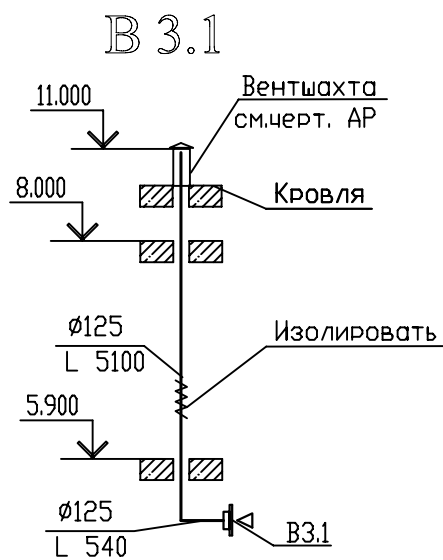 В 3.1
11.000
Вентшахта
см.черт. АР
8.000
Кровля
Ø125
L 5100
Изолировать
5.900
Ø125
L 540
В3.1